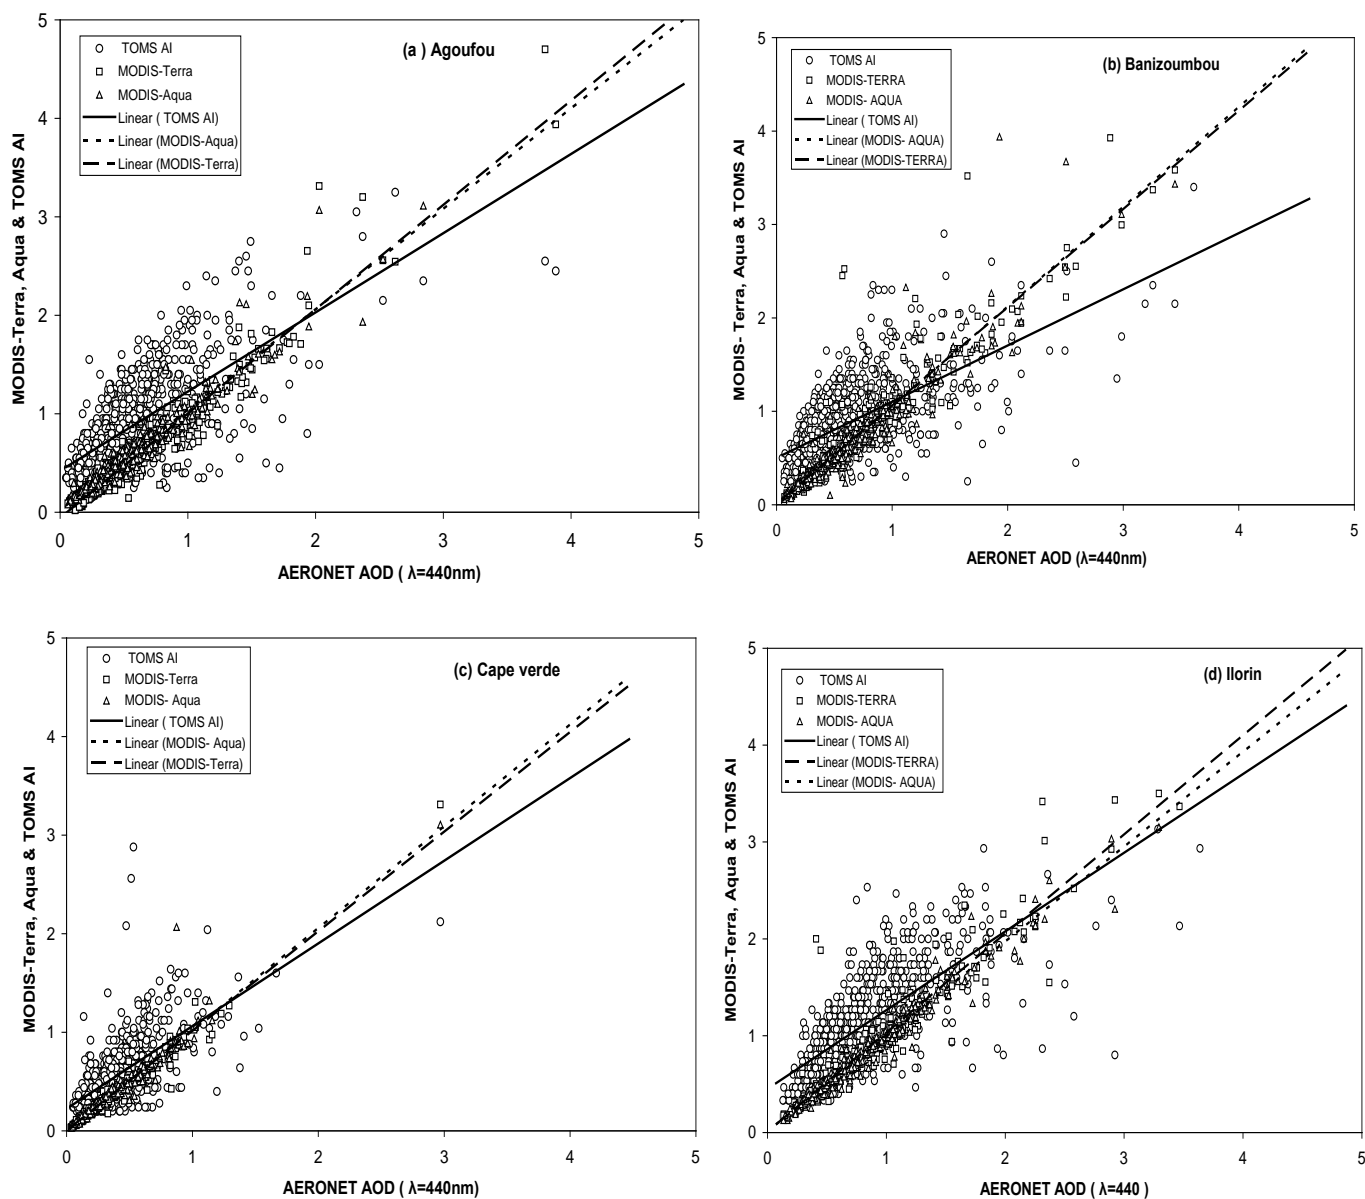 MODIS-Terra, Aqua & TOMS AI
5
4
3
2
1
0
TOMS AI
MODIS-Terra
MODIS-Aqua
Linear ( TOMS AI)
Linear (MODIS-Aqua)
Linear (MODIS-Terra)
(a ) Agoufou
0 1 2 3 4 5
AERONET AOD ( λ=440nm)
MODIS- Terra, Aqua & TOMS AI
5
4
3
2
1
0
TOMS AI
MODIS-TERRA
MODIS- AQUA
Linear ( TOMS AI)
Linear (MODIS- AQUA)
Linear (MODIS-TERRA)
(b) Banizoumbou
0 1 2 3 4 5
AERONET AOD (λ=440nm)
MODIS-Terra, Aqua & TOMS AI
5
4
3
2
1
0
TOMS AI
MODIS-Terra
MODIS- Aqua
Linear ( TOMS AI)
Linear (MODIS- Aqua)
Linear (MODIS-Terra)
(c) Cape verde
0 1 2 3 4 5
AERONET AOD ( λ=440nm)
MODIS-Terra, Aqua & TOMS AI
5
4
3
2
1
0
TOMS AI
MODIS-TERRA
MODIS- AQUA
Linear ( TOMS AI)
Linear (MODIS-TERRA)
Linear (MODIS- AQUA)
(d) Ilorin
0 1 2 3 4 5
AERONET AOD ( λ=440 )